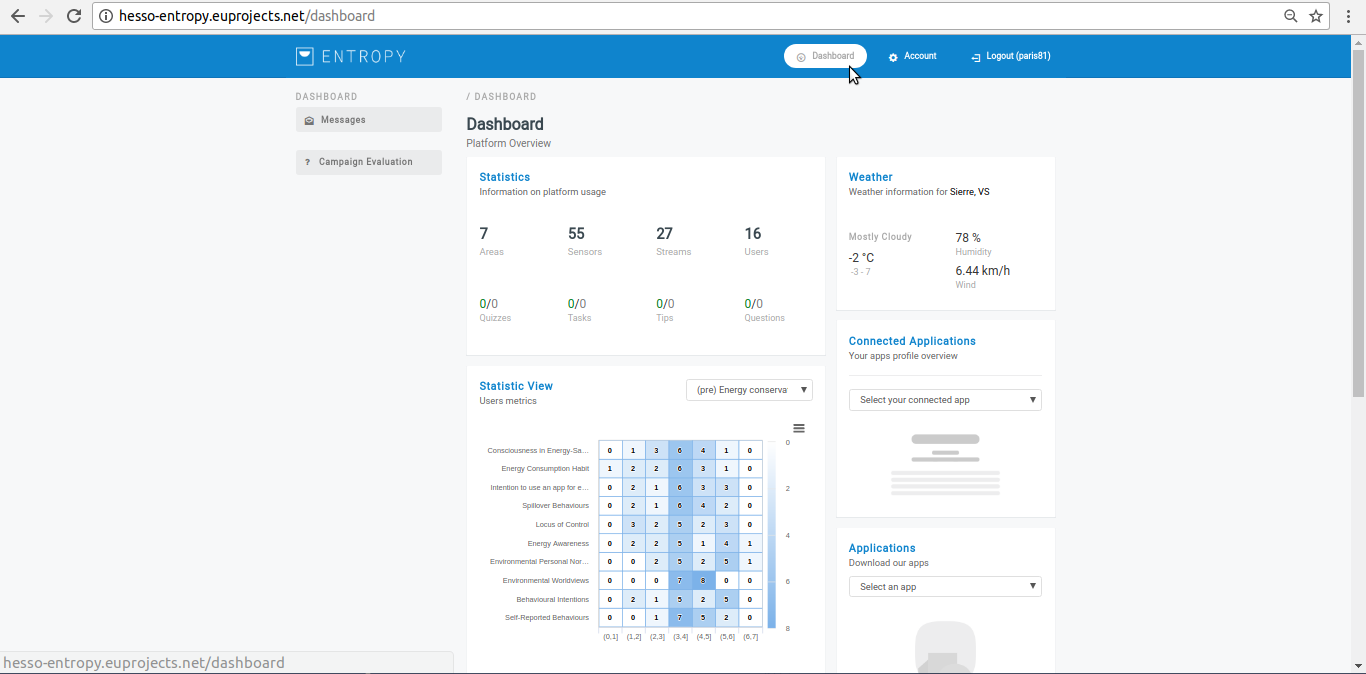 hesso-entropy.euprojects.net/dashboard
ENTROPY
Dashboard
Account
Logout (paris81)
DASHBOARD
Messages
? Campaign Evaluation
/ DASHBOARD
Dashboard
Platform Overview
Statistics
Information on platform usage
7 55 27 16
Areas Sensors Streams Users
0/0 0/0 0/0 0/0
Quizzes Tasks Tips Questions
Weather
Weather information for Sierre, VS
Mostly Cloudy
-2 °C
-3 - 7
78 %
Humidity
6.44 km/h
Wind
Connected Applications
Your apps profile overview
Select your connected app
Applications
Download our apps
Select an app
Statistic View
Users metrics
(pre) Energy conserva
Consciousness in Energy-Sa... 0 1 3 6 4 1 0
Energy Consumption Habit 1 2 2 6 3 1 0
Intention to use an app for e... 0 2 1 6 3 3 0
Spillover Behaviours 0 2 1 6 4 2 0
Locus of Control 0 3 2 5 2 3 0
Energy Awareness 0 2 2 5 1 4 1
Environmental Personal Nor... 0 0 2 5 2 5 1
Environmental Worldviews 0 0 0 7 8 0 0
Behavioural Intentions 0 2 1 5 2 5 0
Self-Reported Behaviours 0 0 1 7 5 2 0
(0,1] (1,2] (2,3] (3,4] (4,5] (5,6] (6,7]
0
2
4
6
8
hesso-entropy.euprojects.net/dashboard